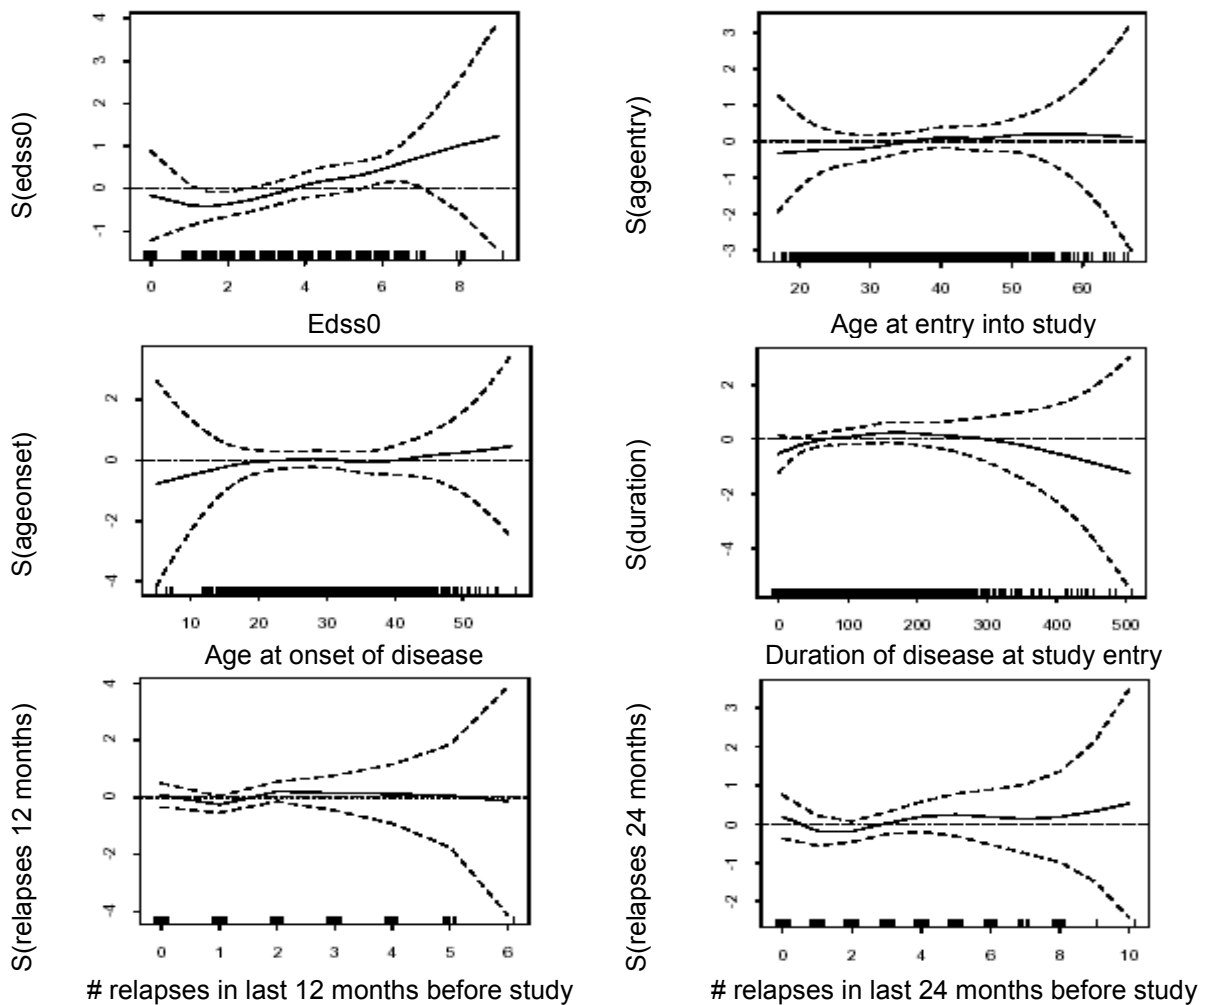 S(edss0)
4
3
2
1
0
-1
0 2 4 6 8
Edss0
S(ageentry)
3
2
1
0
-1
-2
-3
20 30 40 50 60
Age at entry into study
S(ageonset)
2
0
-2
-4
10 20 30 40 50
Age at onset of disease
S(duration)
2
0
-2
-4
0 100 200 300 400 500
Duration of disease at study entry
S(relapses 12 months)
4
2
0
-2
-4
0 1 2 3 4 5 6
# relapses in last 12 months before study
S(relapses 24 months)
3
2
1
0
-1
-2
0 2 4 6 8 10
# relapses in last 24 months before study